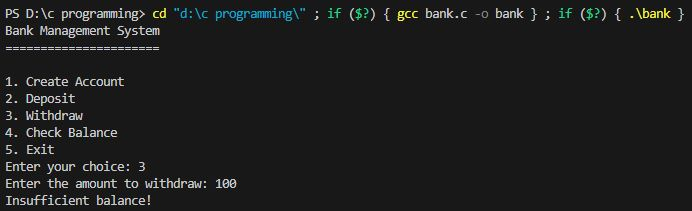 PS D:\c programming> cd "d:\c programming\" ; if ($?) { gcc bank.c -o bank } ; if ($?) { .\bank }
Bank Management System
======================
1. Create Account
2. Deposit
3. Withdraw
4. Check Balance
5. Exit
Enter your choice: 3
Enter the amount to withdraw: 100
Insufficient balance!